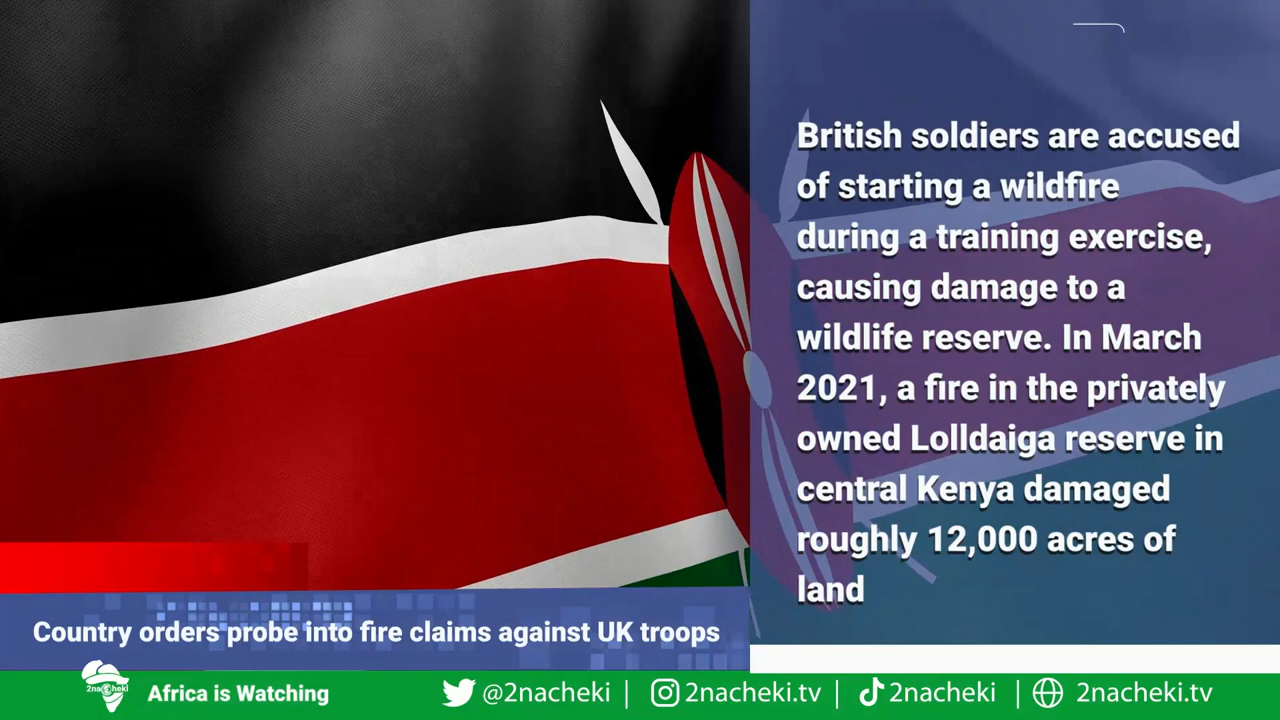 British soldiers are accused
of starting a wildfire
during a training exercise,
causing damage to a
wildlife reserve. In March
2021, a fire in the privately
owned Lolldaiga reserve in
central Kenya damaged
roughly 12,000 acres of
land
Country orders probe into fire claims against UK troops
2nacheki
Africa is Watching
@2nacheki | 2nacheki.tv | 2nacheki | 2nacheki.tv